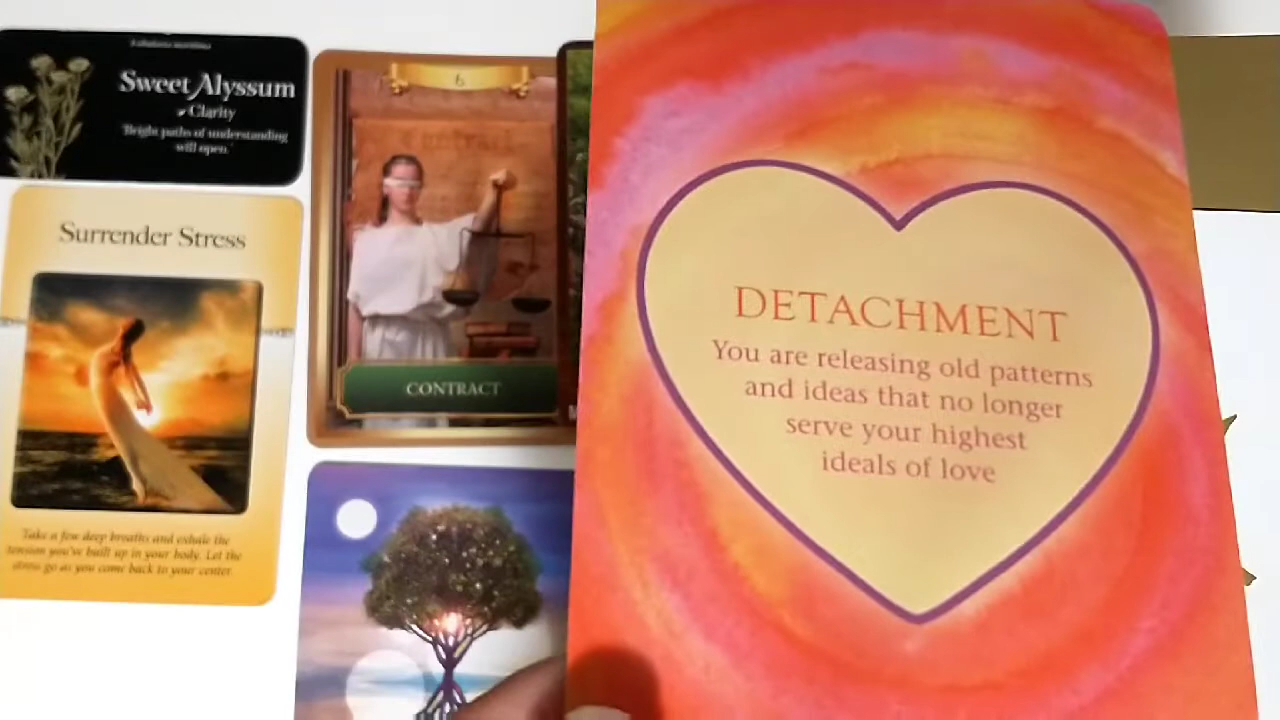 Sweet Alyssum
Clarity
'Bright paths of understanding
will open.'
Surrender Stress
Take a few deep breaths and exhale the
tension you've built up in your body. Let the
stress go as you come back to your center.
6
CONTRACT
DETACHMENT
You are releasing old patterns
and ideas that no longer
serve your highest
ideals of love